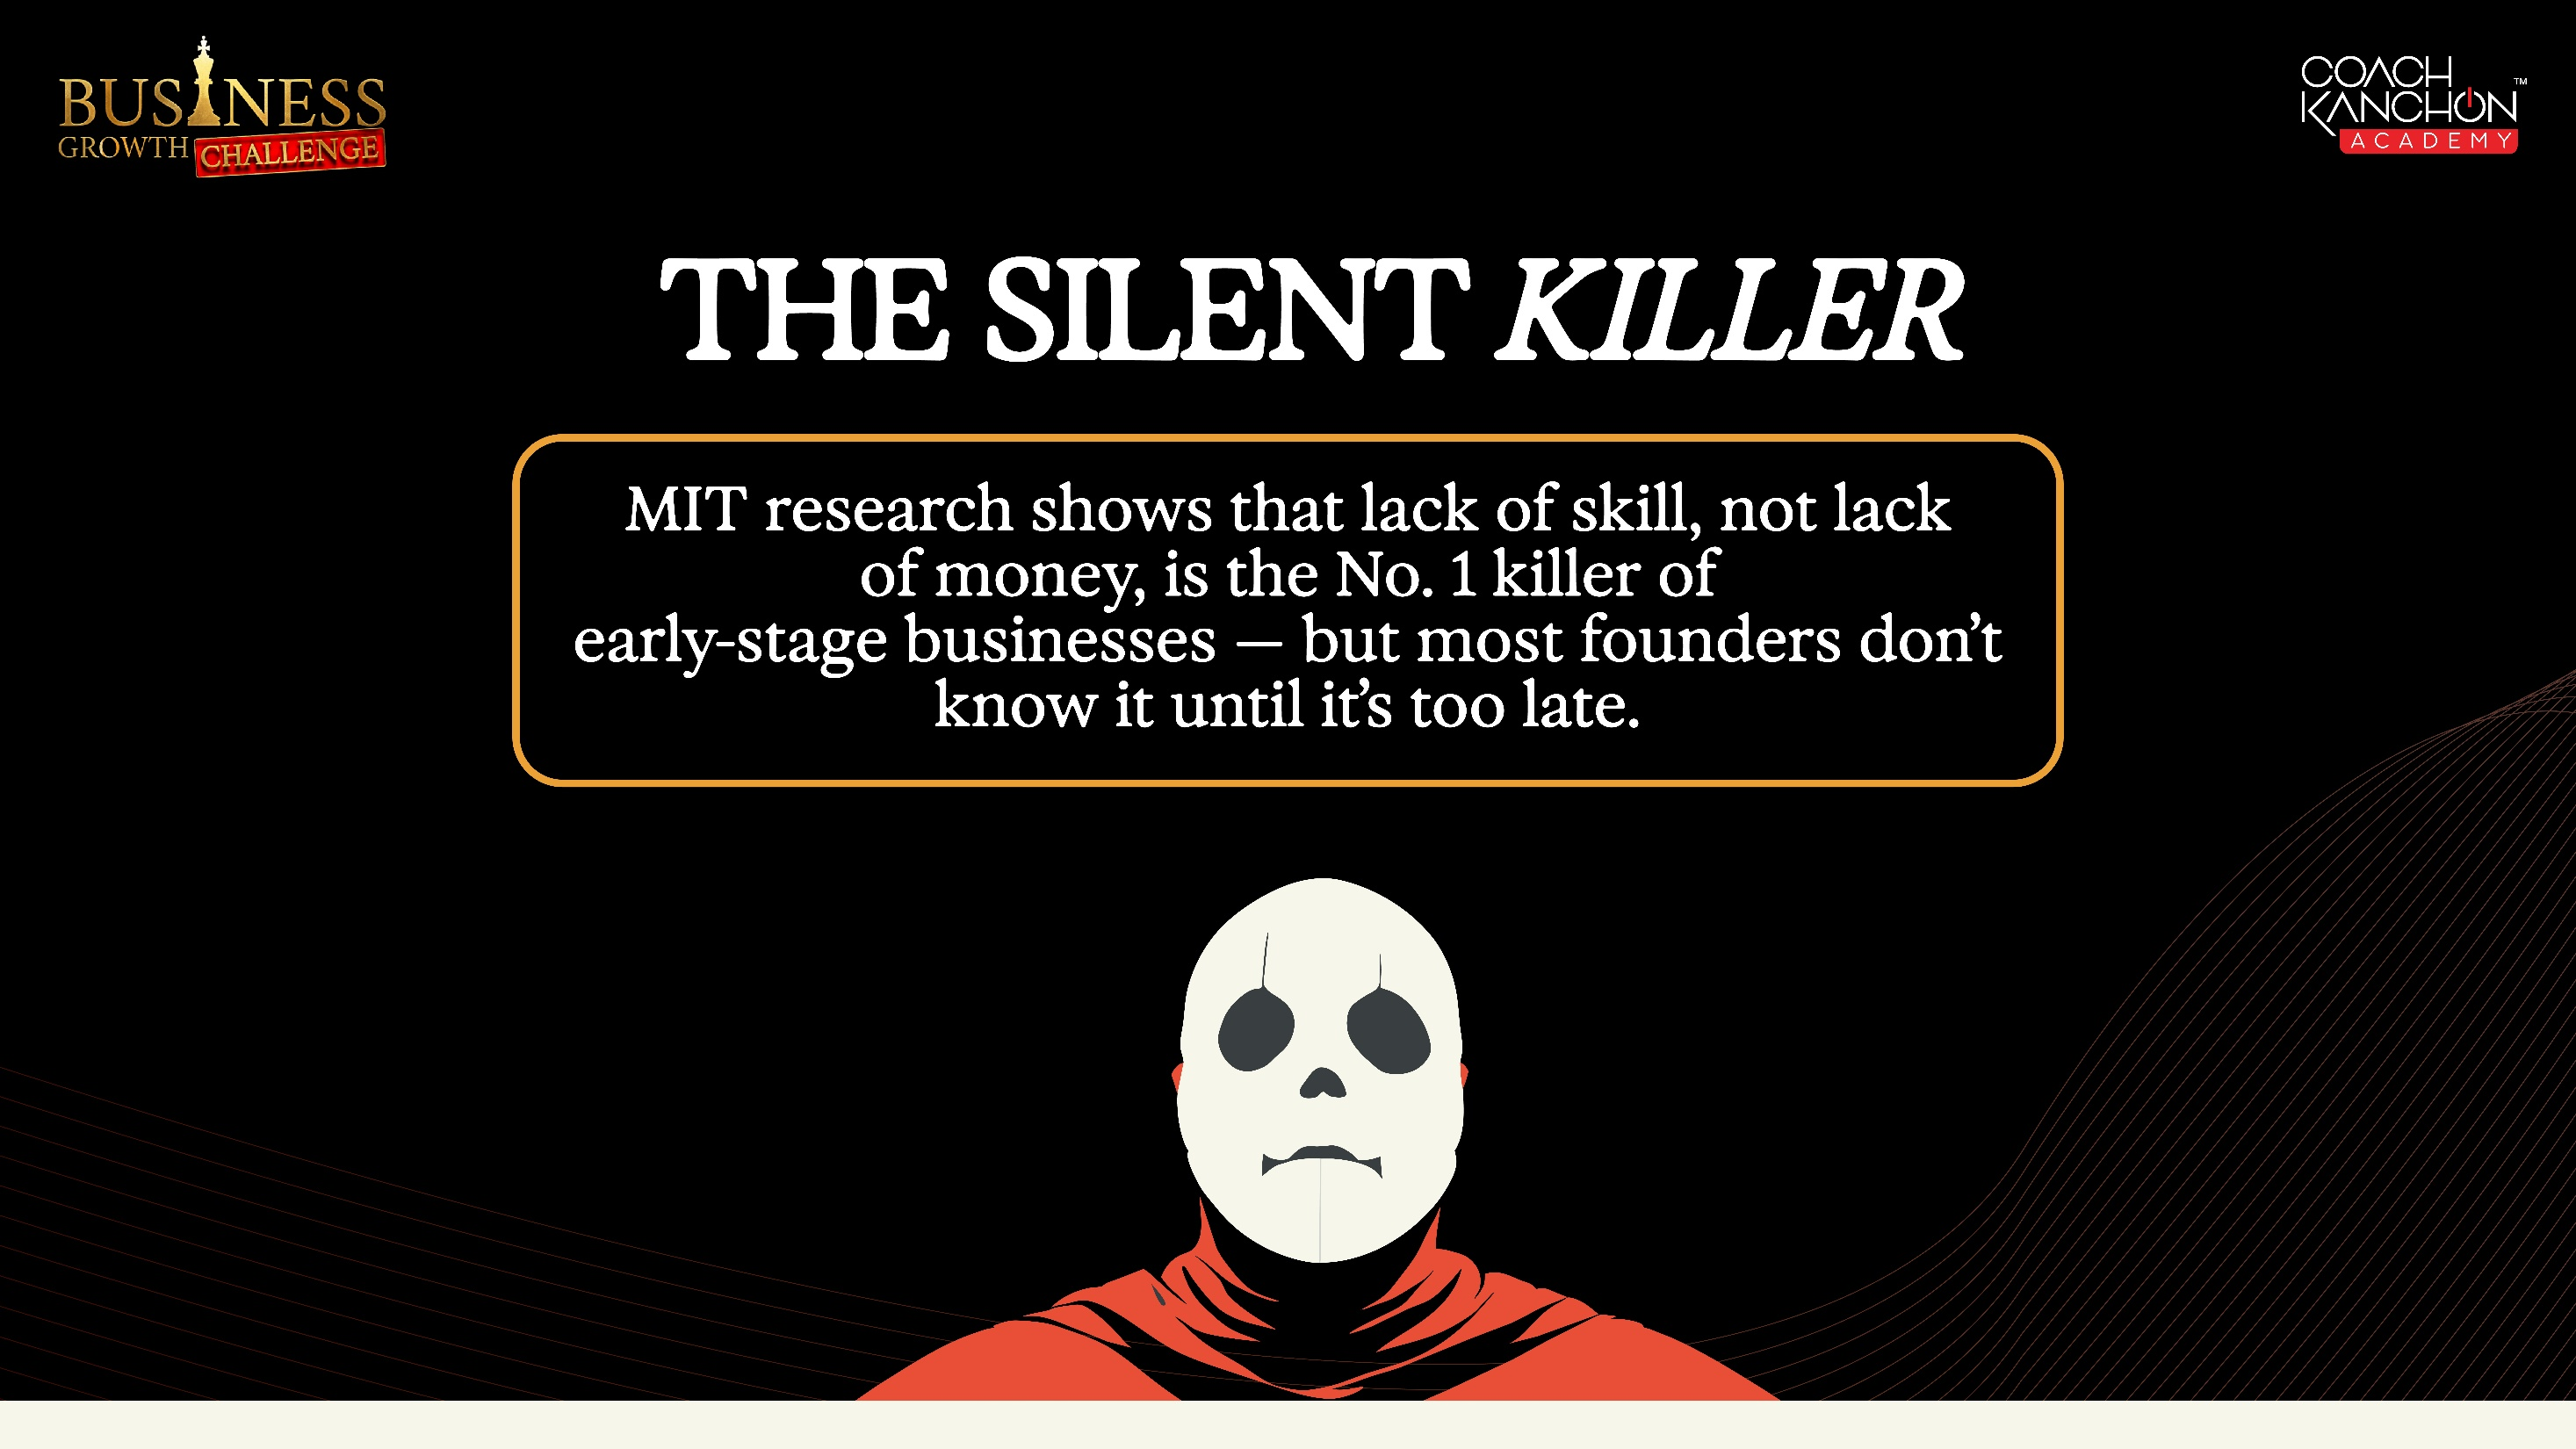 BUSINESS
GROWTH CHALLENGE
COACH
KANCHON™
ACADEMY
THE SILENT KILLER
MIT research shows that lack of skill, not lack
of money, is the No. 1 killer of
early-stage businesses — but most founders don’t
know it until it’s too late.